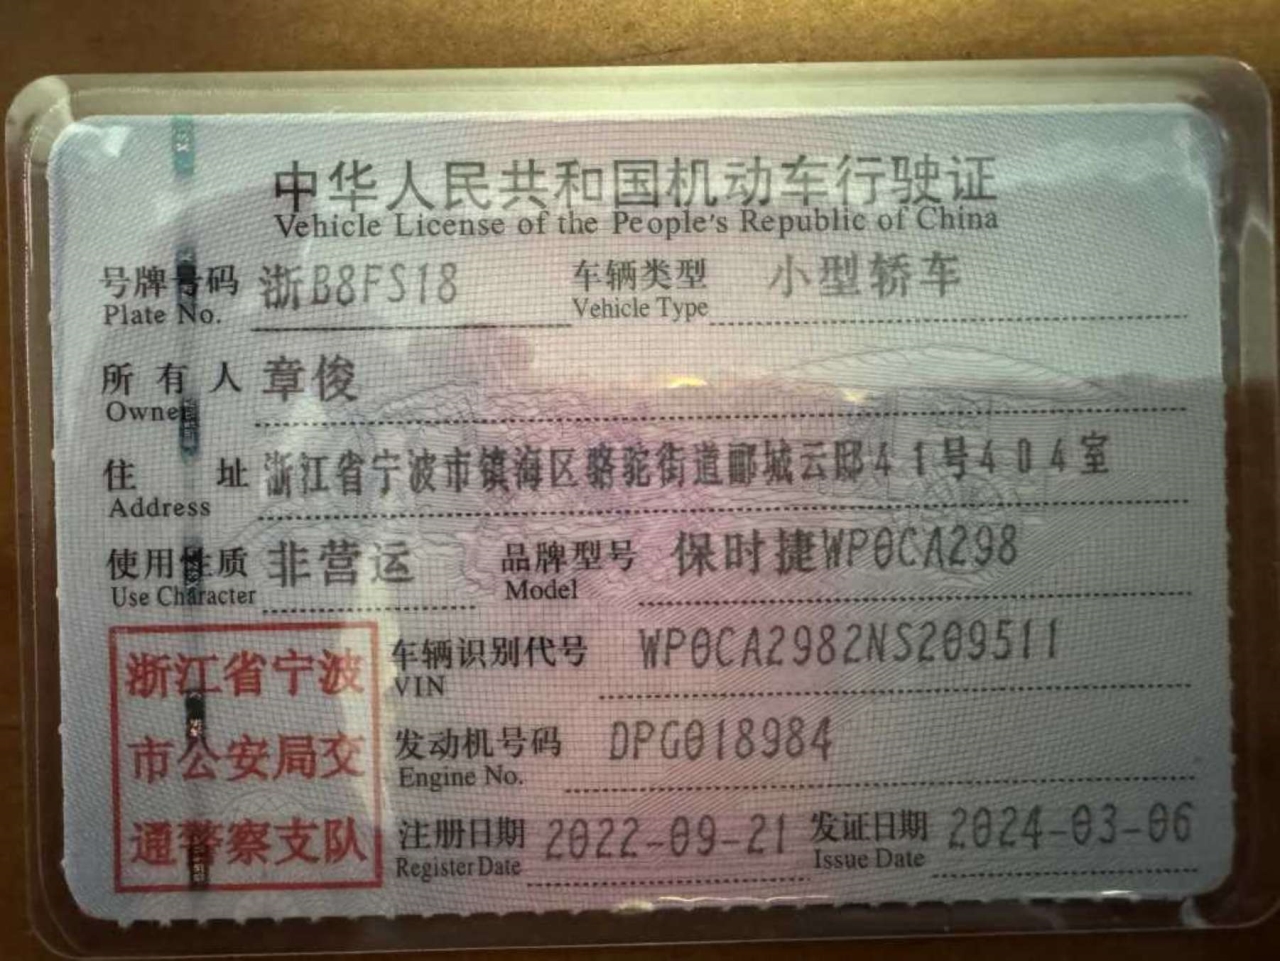 中华人民共和国机动车行驶证
Vehicle License of the People's Republic of China
号牌号码 浙B8FS18 车辆类型 小型轿车
Plate No. Vehicle Type
所有人 章俊
Owner
住址 浙江省宁波市镇海区骆驼街道郦城云邸41号404室
Address
使用性质 非营运 品牌型号 保时捷WP0CA298
Use Character Model
浙江省宁波
市公安局交
通警察支队
车辆识别代号 WP0CA2982NS209511
VIN
发动机号码 DPG018984
Engine No.
注册日期 2022-09-21 发证日期 2024-03-06
Register Date Issue Date